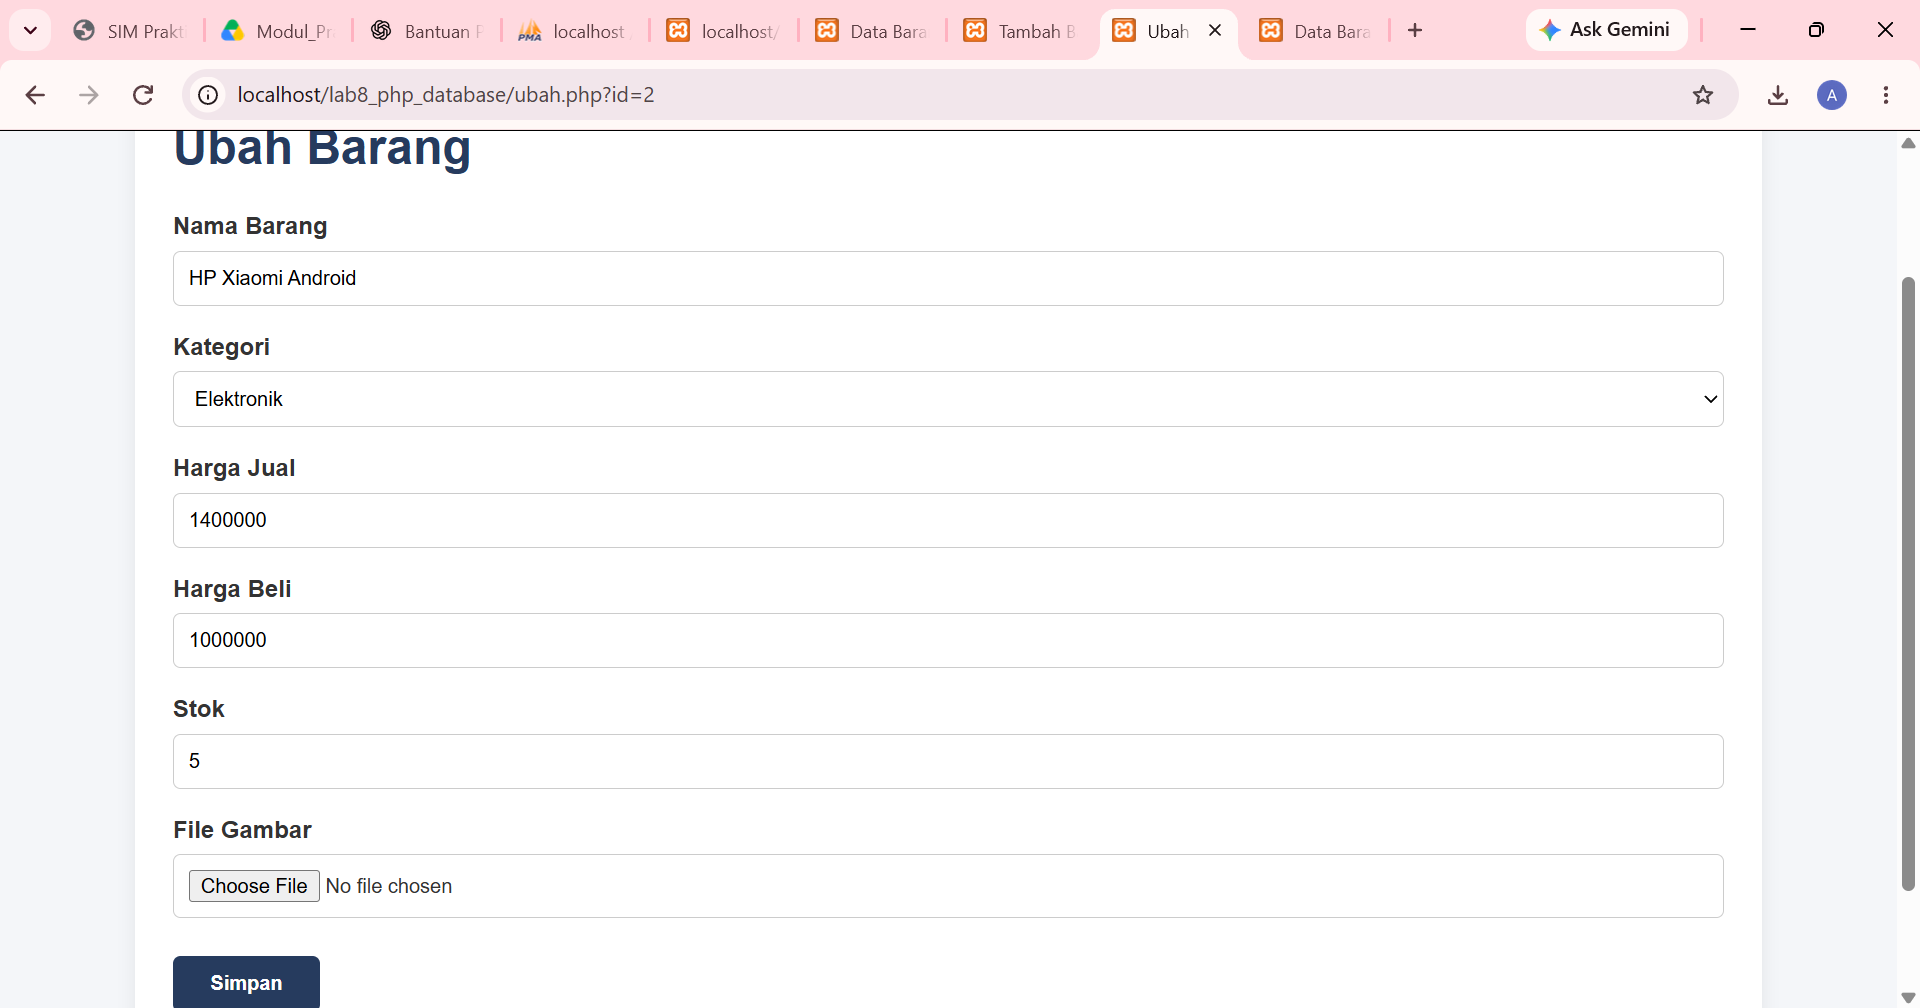 SIM Prakti
Modul_Pr
Bantuan P
localhost
localhost/
Data Bara
Tambah B
Ubah
Data Bara
Ask Gemini
localhost/lab8_php_database/ubah.php?id=2
A
Ubah Barang
Nama Barang
HP Xiaomi Android
Kategori
Elektronik
Harga Jual
1400000
Harga Beli
1000000
Stok
5
File Gambar
Choose File No file chosen
Simpan